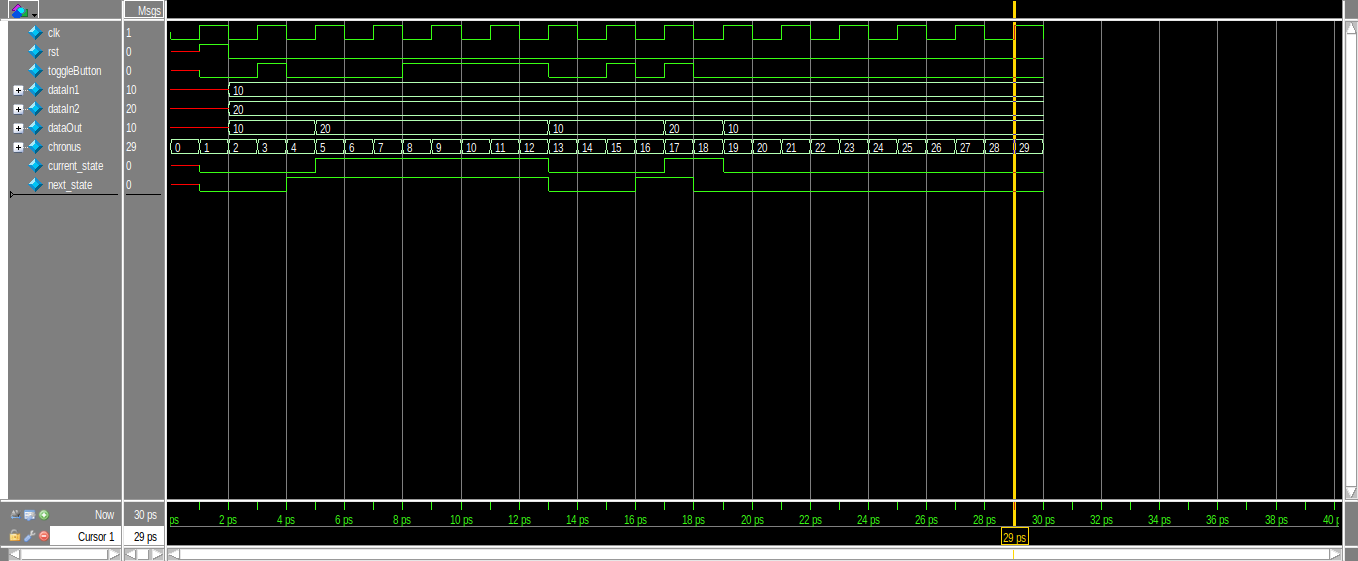 Msgs
clk 1
rst 0
toggleButton 0
dataIn1 10 10
dataIn2 20 20
dataOut 10 10 20 10 20 10
chronus 29 0 1 2 3 4 5 6 7 8 9 10 11 12 13 14 15 16 17 18 19 20 21 22 23 24 25 26 27 28 29
current_state 0
next_state 0
Now 30 ps ps 2 ps 4 ps 6 ps 8 ps 10 ps 12 ps 14 ps 16 ps 18 ps 20 ps 22 ps 24 ps 26 ps 28 ps 30 ps 32 ps 34 ps 36 ps 38 ps 40
Cursor 1 29 ps 29 ps